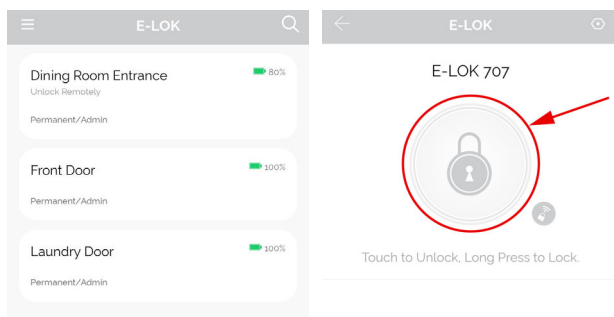 E-LOK
Dining Room Entrance
80%
Unlock Remotely
Permanent/Admin
Front Door
100%
Permanent/Admin
Laundry Door
100%
Permanent/Admin
E-LOK
E-LOK 707
Touch to Unlock, Long Press to Lock.